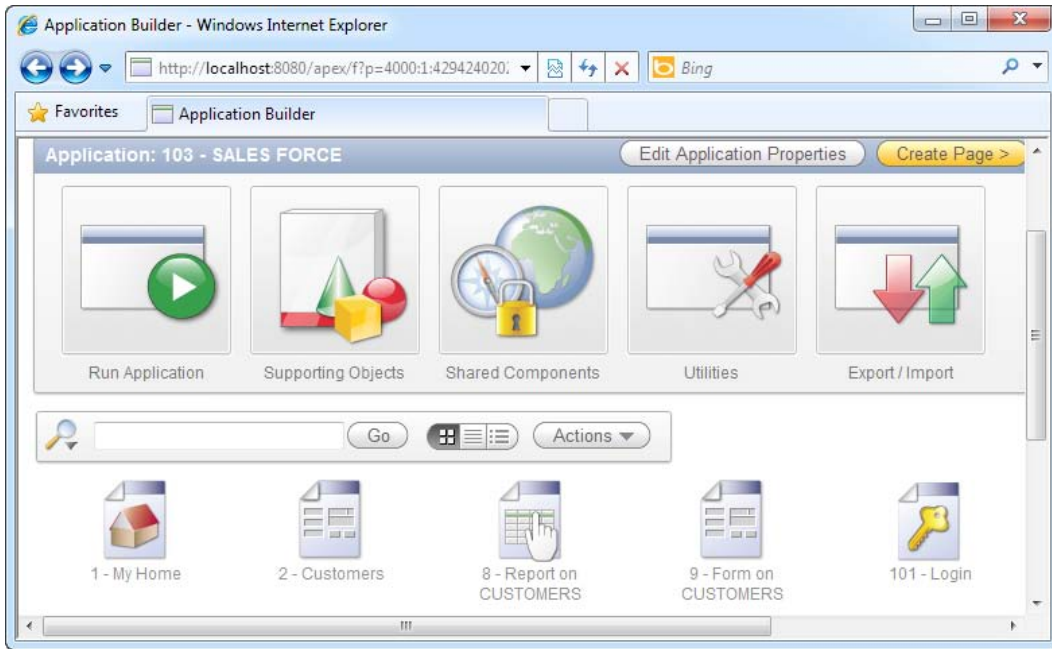 Application Builder - Windows Internet Explorer
http://localhost:8080/apex/f?p=4000:1:429424020:
Bing
Favorites
Application Builder
Application: 103 - SALES FORCE
Edit Application Properties
Create Page >
Run Application
Supporting Objects
Shared Components
Utilities
Export / Import
Go
Actions
1 - My Home
2 - Customers
8 - Report on
CUSTOMERS
9 - Form on
CUSTOMERS
101 - Login